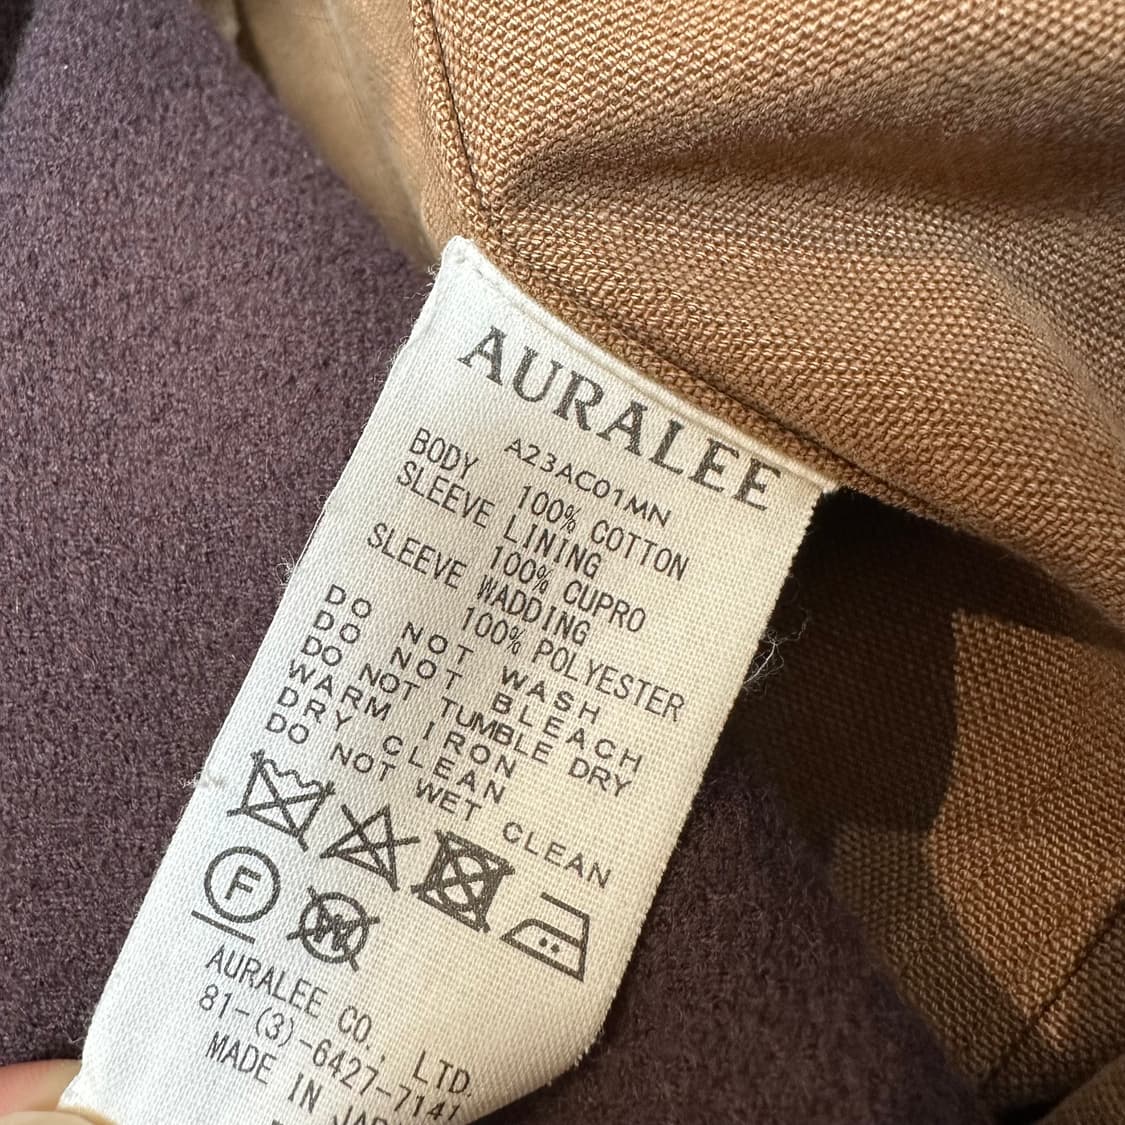 AURALEE
A23AC01MN
BODY 100% COTTON
SLEEVE LINING
100% CUPRO
SLEEVE WADDING
100% POLYESTER
DO NOT WASH
DO NOT BLEACH
DO NOT TUMBLE DRY
WARM IRON
DRY CLEAN
DO NOT WET CLEAN
F
W
AURALEE CO., LTD.
81-(3)-6427-7141
MADE IN